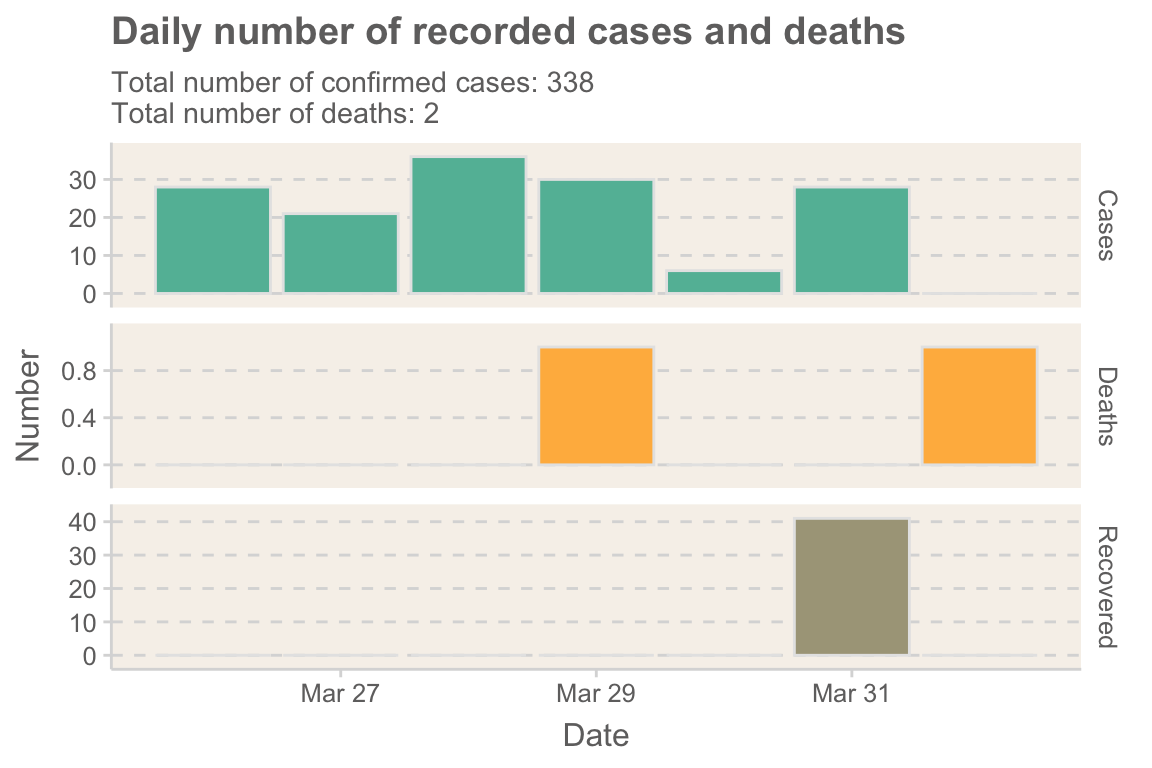 Daily number of recorded cases and deaths
Total number of confirmed cases: 338
Total number of deaths: 2
30
20
10
0
Cases
Number
0.8
0.4
0.0
Deaths
40
30
20
10
0
Recovered
Mar 27
Mar 29
Mar 31
Date